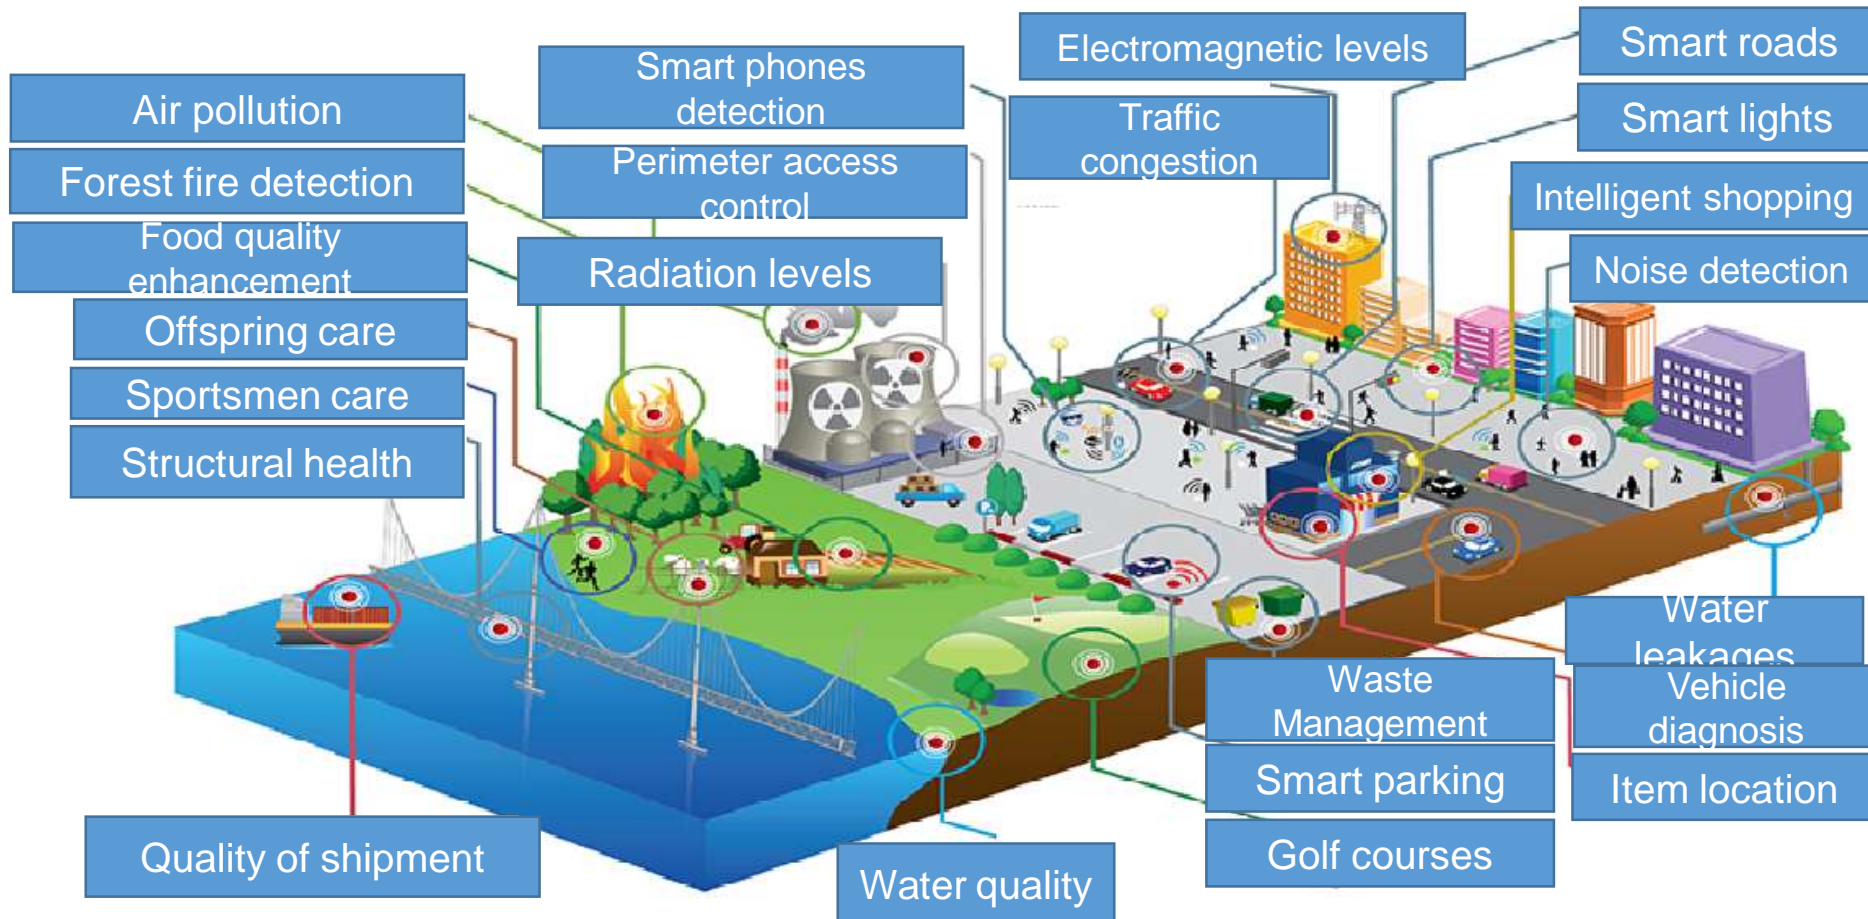 Electromagnetic levels
Smart roads
Smart phones
detection
Air pollution
Traffic
congestion
Smart lights
Forest fire detection
Perimeter access
control
Intelligent shopping
Food quality
enhancement
Radiation levels
Noise detection
Offspring care
Sportsmen care
Structural health
Water
leakages
Waste
Management
Vehicle
diagnosis
Smart parking
Item location
Quality of shipment
Golf courses
Water quality